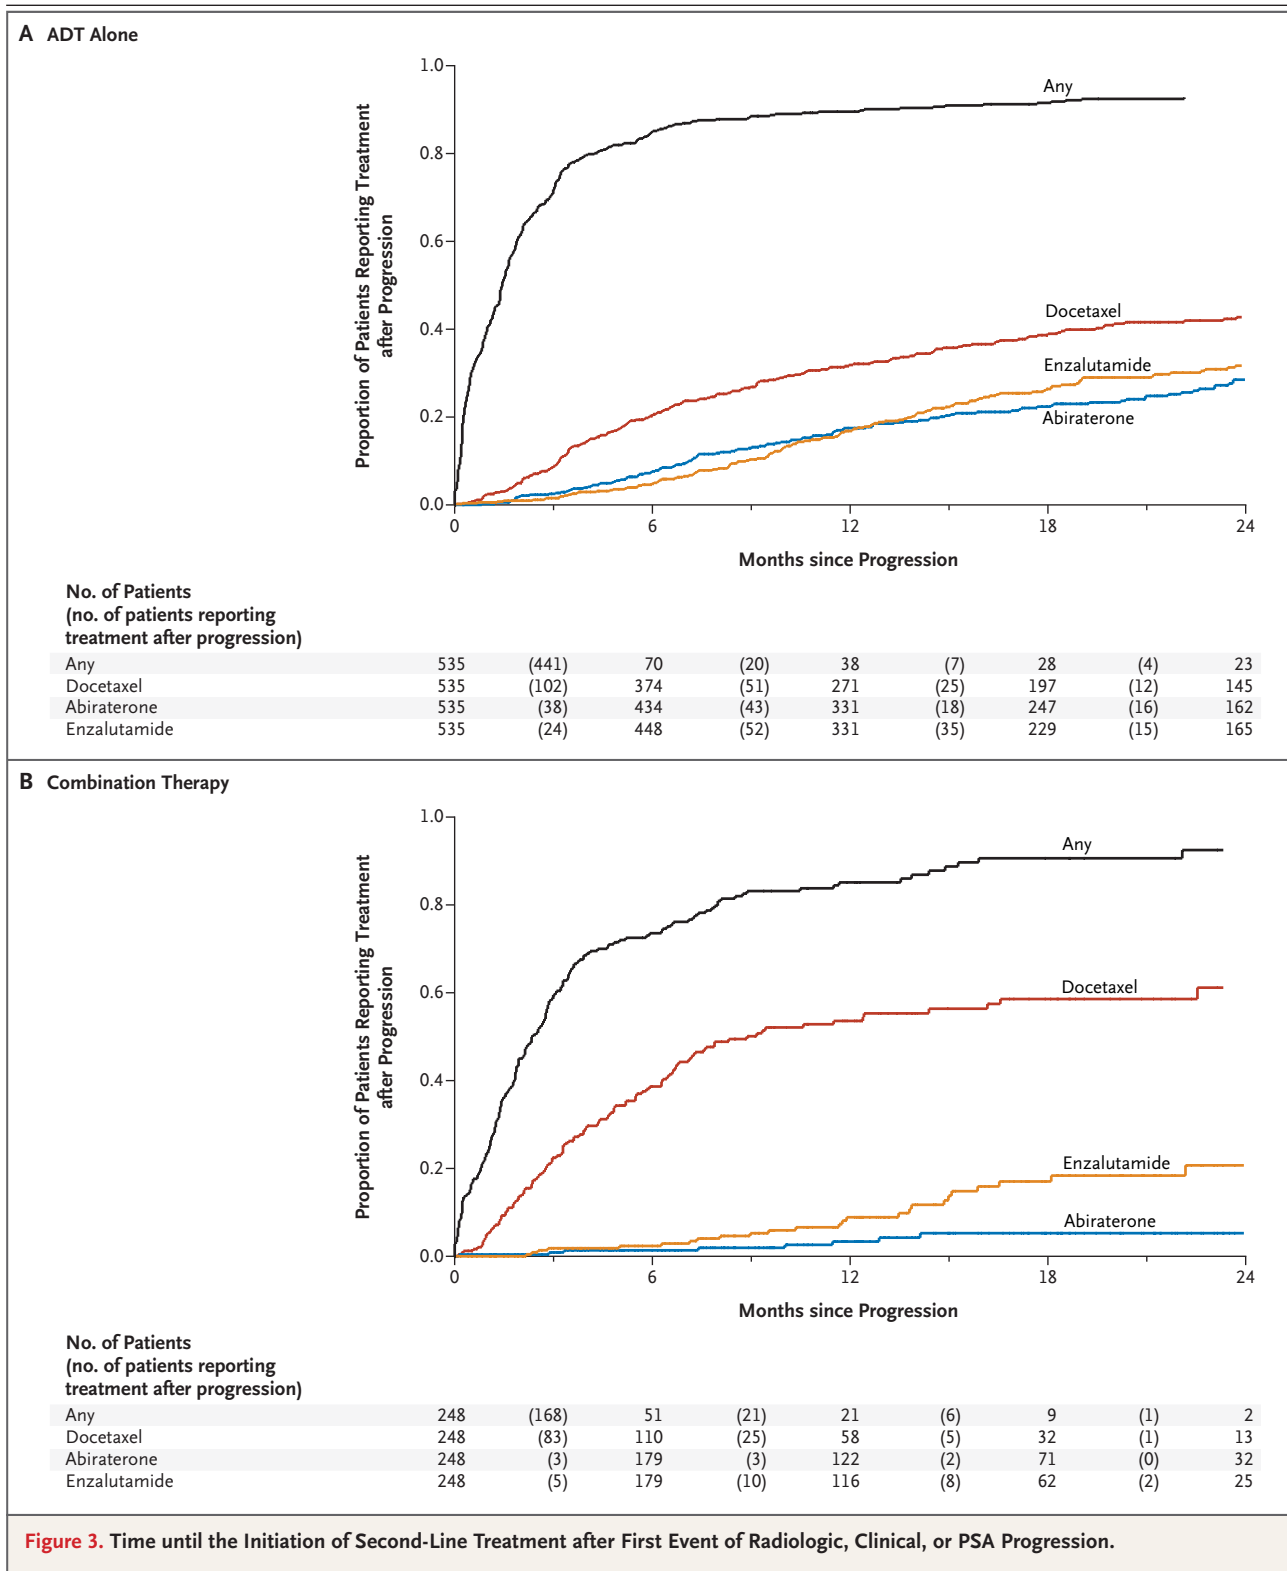 A ADT Alone
Proportion of Patients Reporting Treatment
after Progression
1.0
0.8
0.6
0.4
0.2
0.0
Any
Docetaxel
Enzalutamide
Abiraterone
0 6 12 18 24
Months since Progression
No. of Patients
(no. of patients reporting
treatment after progression)
Any 535 (441) 70 (20) 38 (7) 28 (4) 23
Docetaxel 535 (102) 374 (51) 271 (25) 197 (12) 145
Abiraterone 535 (38) 434 (43) 331 (18) 247 (16) 162
Enzalutamide 535 (24) 448 (52) 331 (35) 229 (15) 165
B Combination Therapy
Proportion of Patients Reporting Treatment
after Progression
1.0
0.8
0.6
0.4
0.2
0.0
Any
Docetaxel
Enzalutamide
Abiraterone
0 6 12 18 24
Months since Progression
No. of Patients
(no. of patients reporting
treatment after progression)
Any 248 (168) 51 (21) 21 (6) 9 (1) 2
Docetaxel 248 (83) 110 (25) 58 (5) 32 (1) 13
Abiraterone 248 (3) 179 (3) 122 (2) 71 (0) 32
Enzalutamide 248 (5) 179 (10) 116 (8) 62 (2) 25
Figure 3. Time until the Initiation of Second-Line Treatment after First Event of Radiologic, Clinical, or PSA Progression.